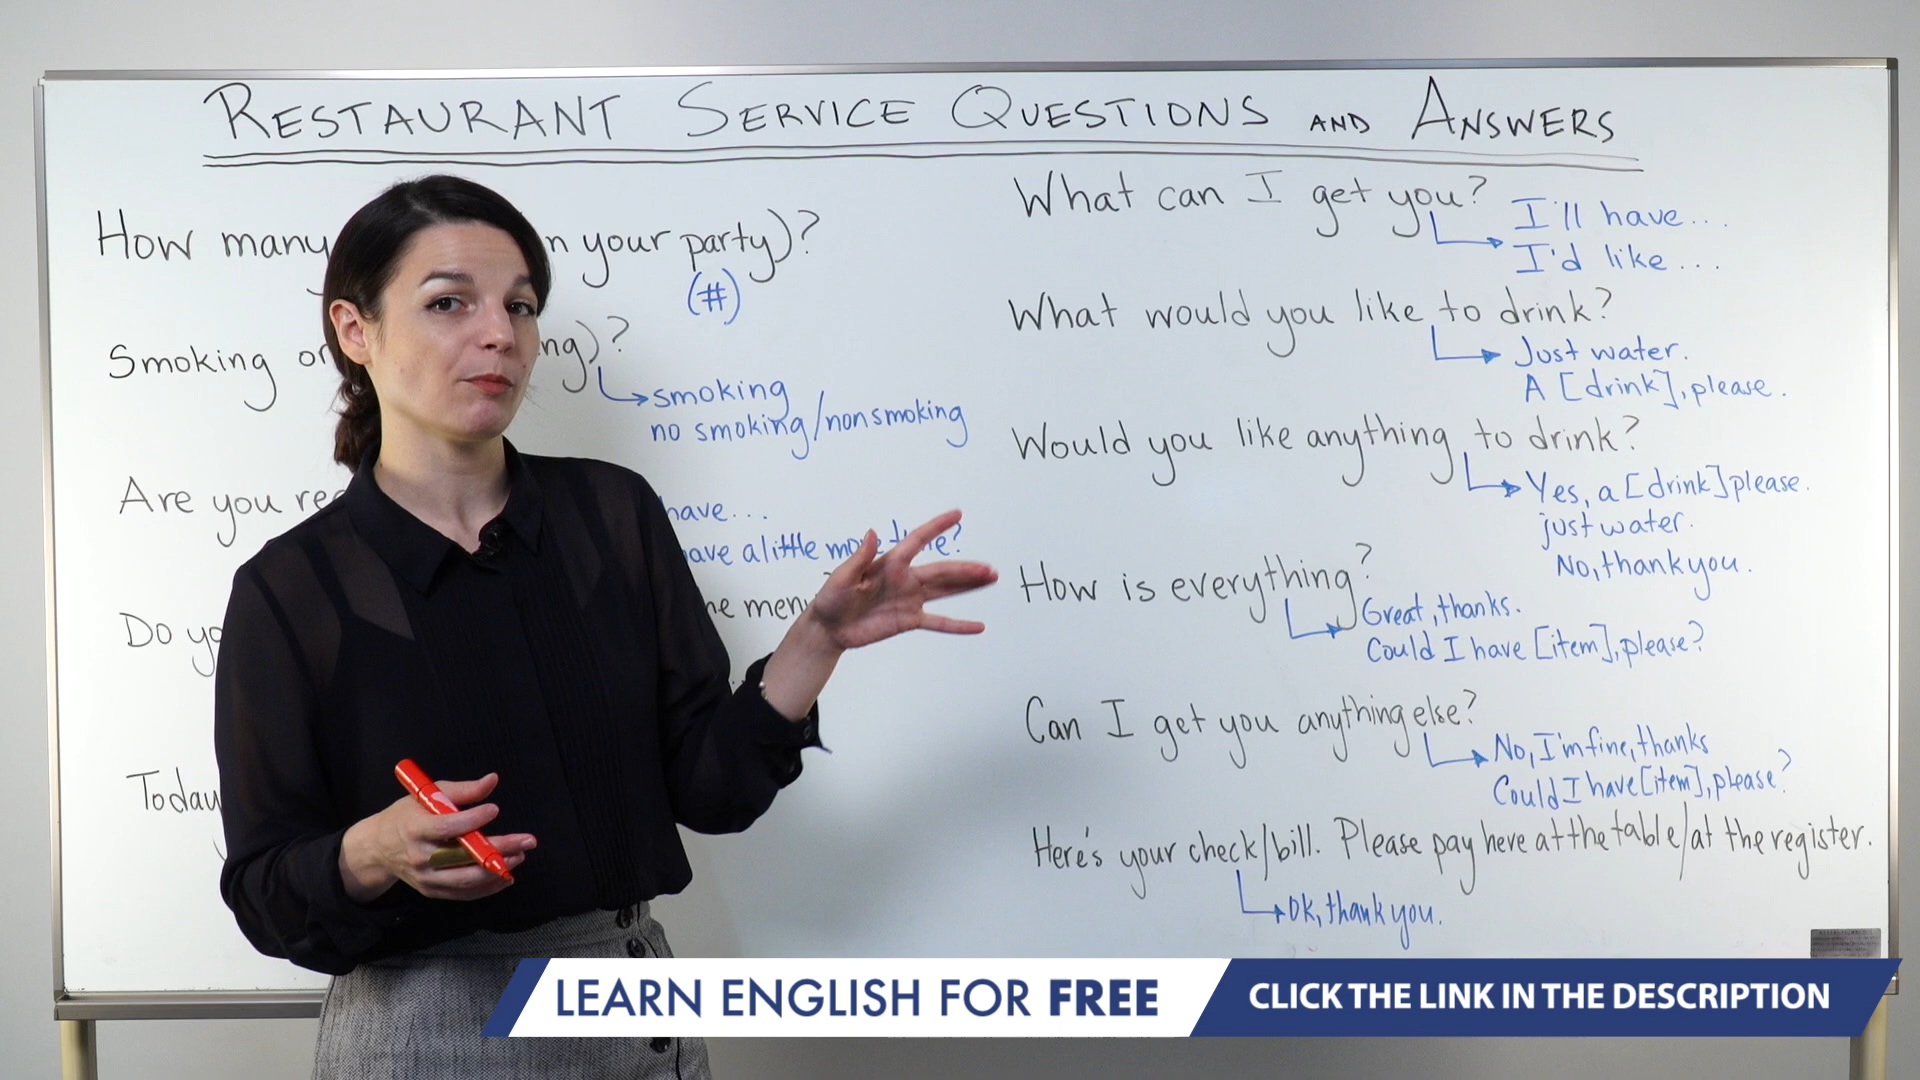 RESTAURANT SERVICE QUESTIONS AND ANSWERS
How many n your party)?
(#)
Smoking or ng)?
smoking
no smoking/nonsmoking
Are you
have...
have a little more time?
Do
he menu
Today
What can I get you?
I'll have...
I'd like...
What would you like to drink?
Just water.
A [drink], please.
Would you like anything to drink?
Yes, a [drink] please.
just water.
No, thank you.
How is everything?
Great, thanks.
Could I have [item], please?
Can I get you anything else?
No, I'm fine, thanks
Could I have [item], please?
Here's your check/bill. Please pay here at the table/at the register.
Ok, thank you.
LEARN ENGLISH FOR FREE
CLICK THE LINK IN THE DESCRIPTION